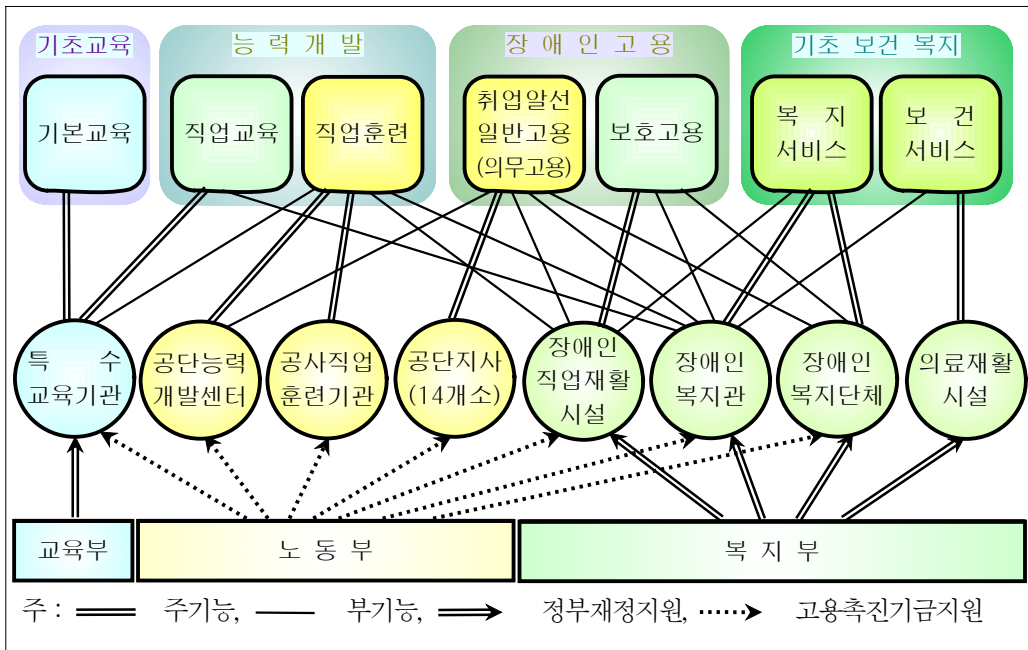 기초교육
능 력 개 발
장 애 인 고 용
기초 보건 복지
기본교육
직업교육
직업훈련
취업알선
일반고용
(의무고용)
보호고용
복 지
서비스
보 건
서비스
특 수
교육기관
공단능력
개발센터
공사직업
훈련기관
공단지사
(14개소)
장애인
직업재활
시설
장애인
복지관
장애인
복지단체
의료재활
시설
교육부
노 동 부
복 지 부
주 : 주기능, 부기능, 정부재정지원, 고용촉진기금지원